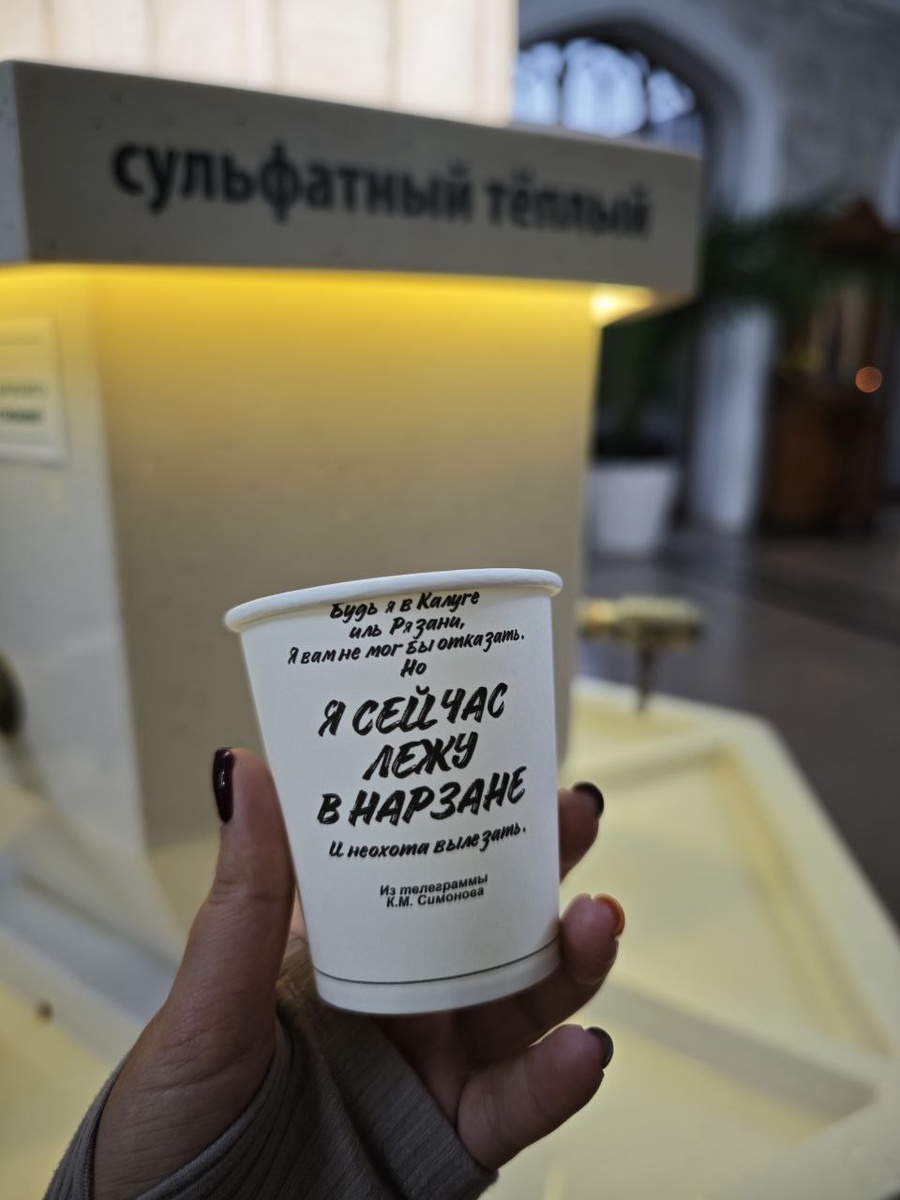 сульфатный тёплый
Будь я в Калуге
иль Рязани,
Я вам не мог бы отказать.
Но
Я СЕЙЧАС
ЛЕЖУ
В НАРЗАНЕ
И неохота вылезать.
Из телеграммы
К.М. Симонова